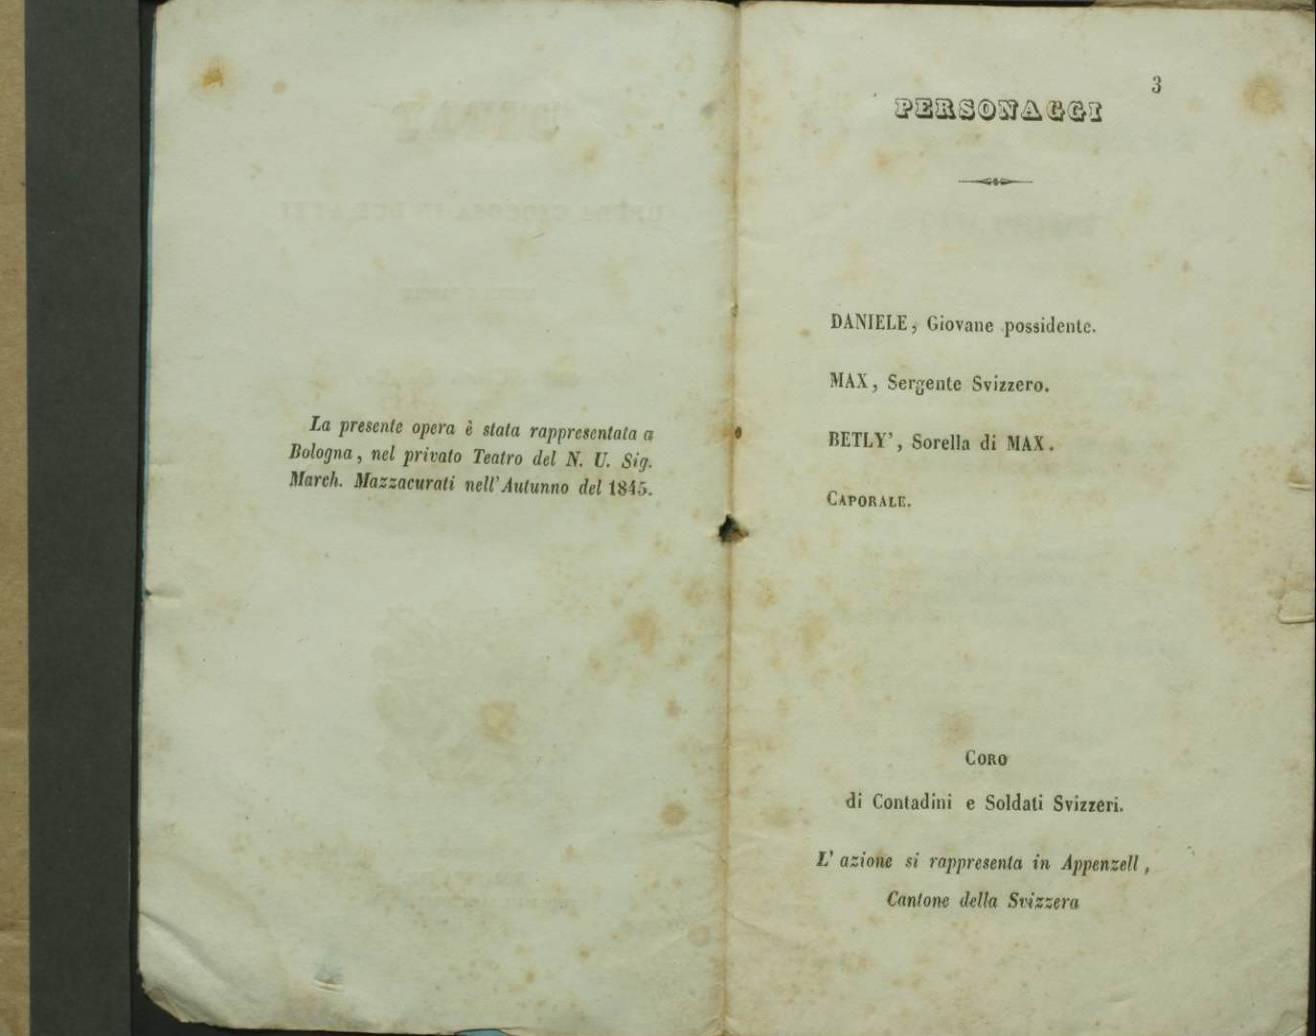 La presente opera è stata rappresentata a
Bologna, nel privato Teatro del N. U. Sig.
March. Mazzacurati nell'Autunno del 1845.
3
PERSONAGGI
DANIELE, Giovane possidente.
MAX, Sergente Svizzero.
BETLY', Sorella di MAX.
CAPORALE.
CORO
di Contadini e Soldati Svizzeri.
L' azione si rappresenta in Appenzell,
Cantone della Svizzera